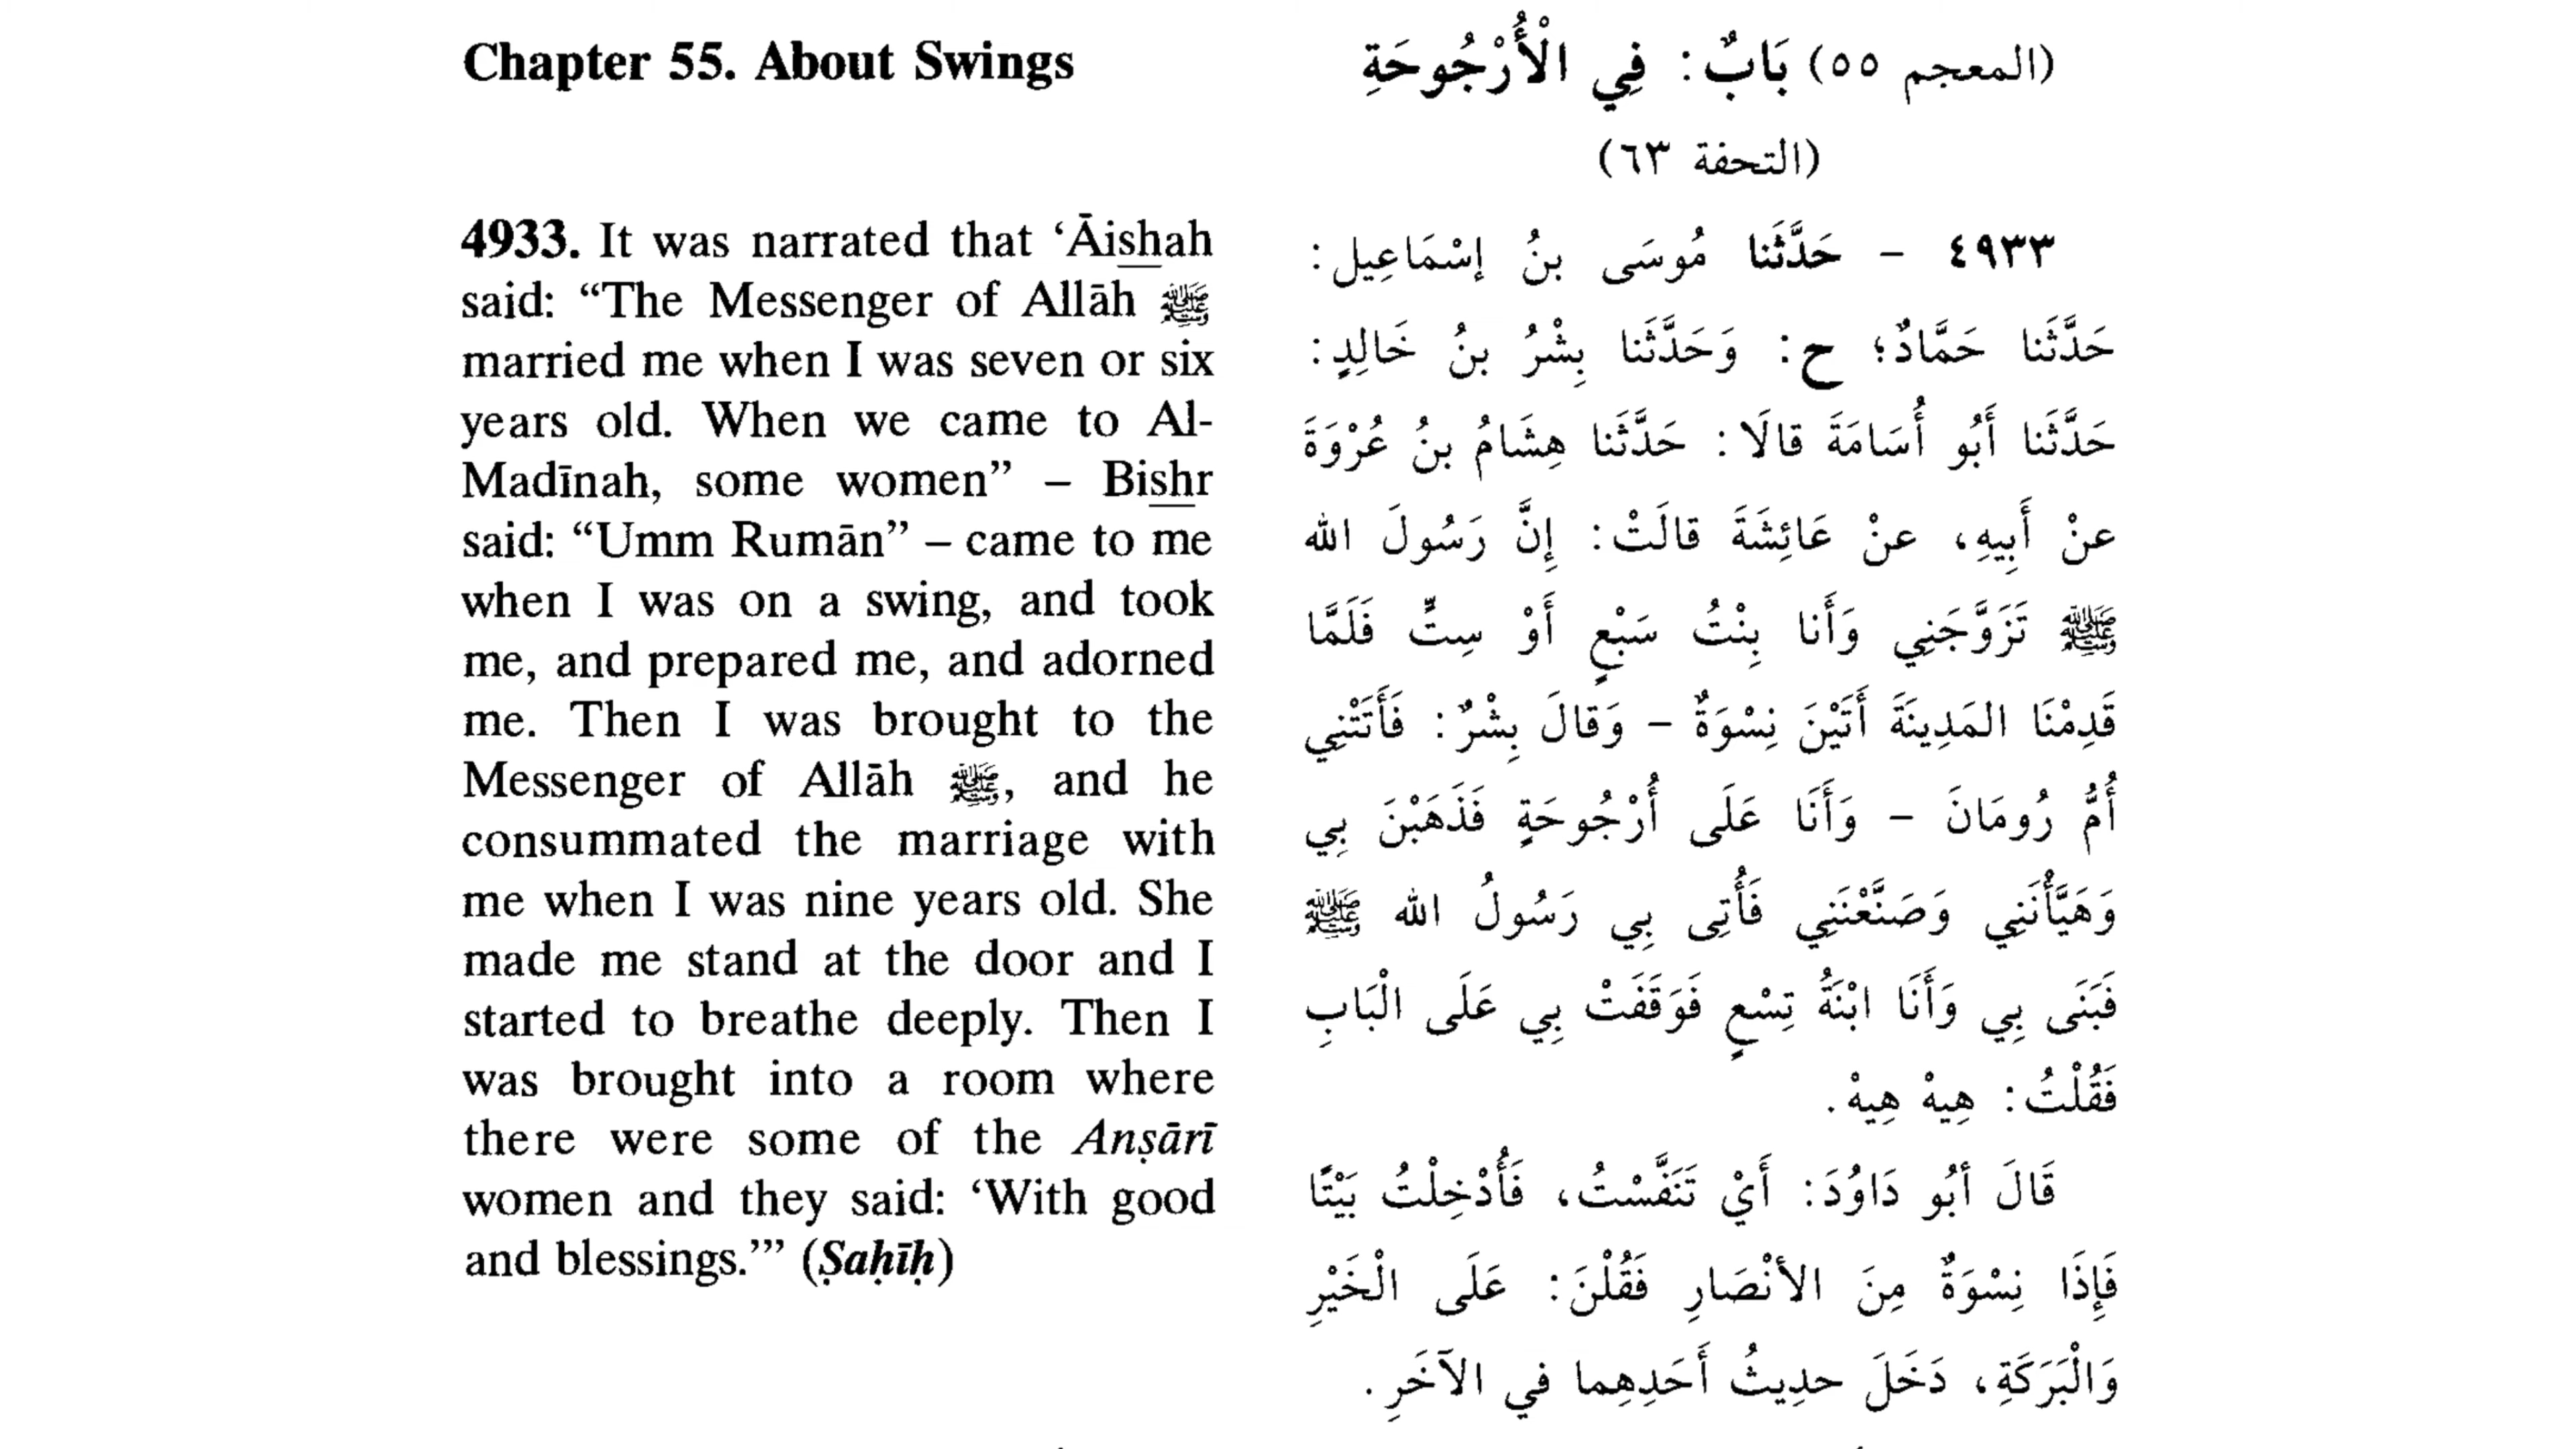 Chapter 55. About Swings
4933. It was narrated that ‘Āishah
said: “The Messenger of Allāh ﷺ
married me when I was seven or six
years old. When we came to Al-
Madīnah, some women” – Bishr
said: “Umm Rumān” – came to me
when I was on a swing, and took
me, and prepared me, and adorned
me. Then I was brought to the
Messenger of Allāh ﷺ, and he
consummated the marriage with
me when I was nine years old. She
made me stand at the door and I
started to breathe deeply. Then I
was brought into a room where
there were some of the Anṣārī
women and they said: ‘With good
and blessings.’” (Ṣaḥīḥ)
(المعجم ٥٥) بَابٌ: فِي الْأُرْجُوحَةِ
(التحفة ٦٣)
٤٩٣٣ - حَدَّثَنا مُوسَى بنُ إسْمَاعِيل:
حَدَّثَنا حَمَّادٌ؛ ح: وَحَدَّثَنا بِشْرُ بنُ خَالِدٍ:
حَدَّثَنا أَبُو أُسَامَةَ قالَا: حَدَّثَنا هِشَامُ بنُ عُرْوَةَ
عنْ أَبِيهِ، عنْ عَائِشَةَ قالَتْ: إِنَّ رَسُولَ الله
ﷺ تَزَوَّجَنِي وَأَنا بِنْتُ سَبْعٍ أَوْ سِتٍّ فَلَمَّا
قَدِمْنَا المَدِينَةَ أَتَيْنَ نِسْوَةٌ - وَقالَ بِشْرٌ: فَأَتَتْنِي
أُمُّ رُومَانَ - وَأَنَا عَلَى أُرْجُوحَةٍ فَذَهَبْنَ بِي
وَهَيَّأْنَنِي وَصَنَّعْنَنِي فَأُتِى بِي رَسُولُ الله ﷺ
فَبَنَى بِي وَأَنَا ابْنَةُ تِسْعٍ فَوَقَفَتْ بِي عَلَى الْبَابِ
فَقُلْتُ: هِيهْ هِيهْ.
قَالَ أبُو دَاوُدَ: أَيْ تَنَفَّسْتُ، فَأُدْخِلْتُ بَيْتًا
فَإِذَا نِسْوَةٌ مِنَ الأنْصَارِ فَقُلْنَ: عَلَى الْخَيْرِ
وَالْبَرَكَةِ، دَخَلَ حدِيثُ أَحَدِهِما في الآخَرِ.